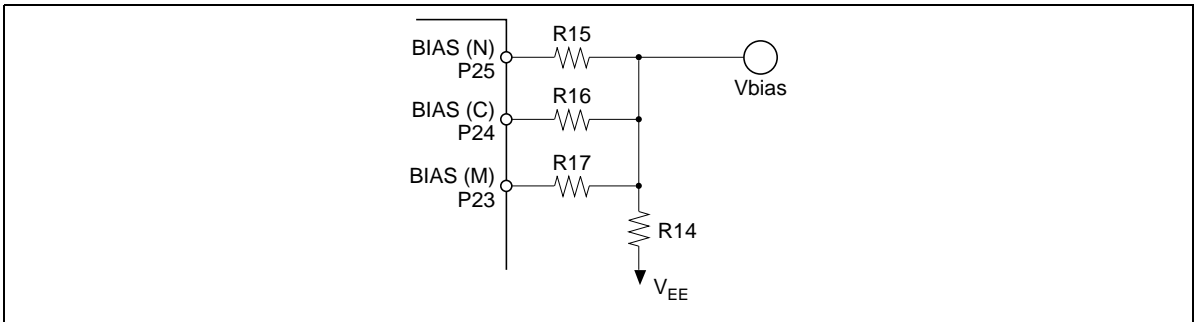 R15
BIAS (N)
P25
Vbias
R16
BIAS (C)
P24
R17
BIAS (M)
P23
R14
VEE